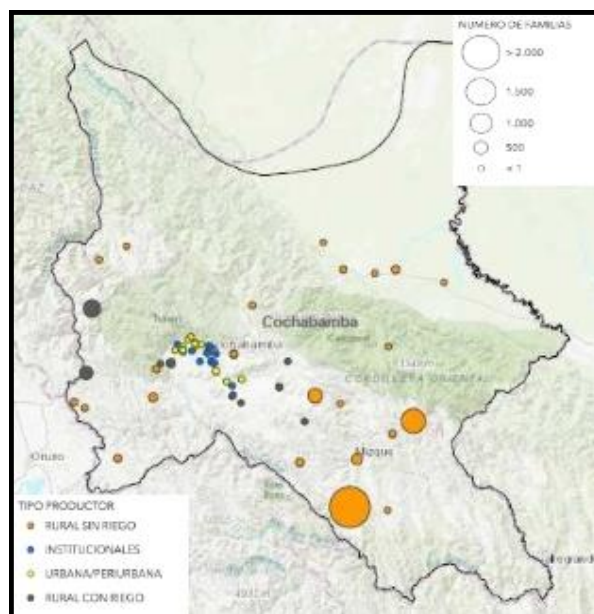 NUMERO DE FAMILIAS
> 2.000
1.500
1.000
500
< 1
Cochabamba
CORDILLERA ORIENTAL
Oruro
Mizque
TIPO PRODUCTOR
RURAL SIN RIEGO
INSTITUCIONALES
URBANA/PERIURBANA
RURAL CON RIEGO